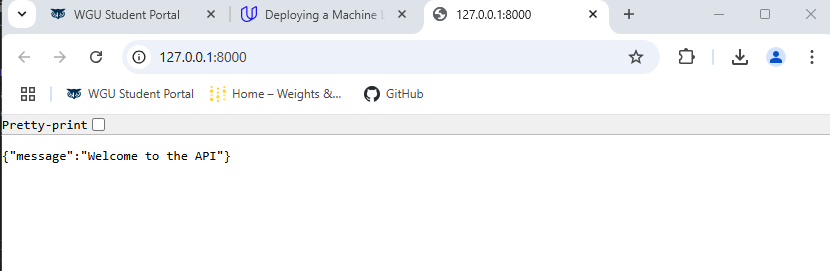 WGU Student Portal
Deploying a Machine
127.0.0.1:8000
127.0.0.1:8000
WGU Student Portal
Home – Weights &...
GitHub
Pretty-print
{"message":"Welcome to the API"}